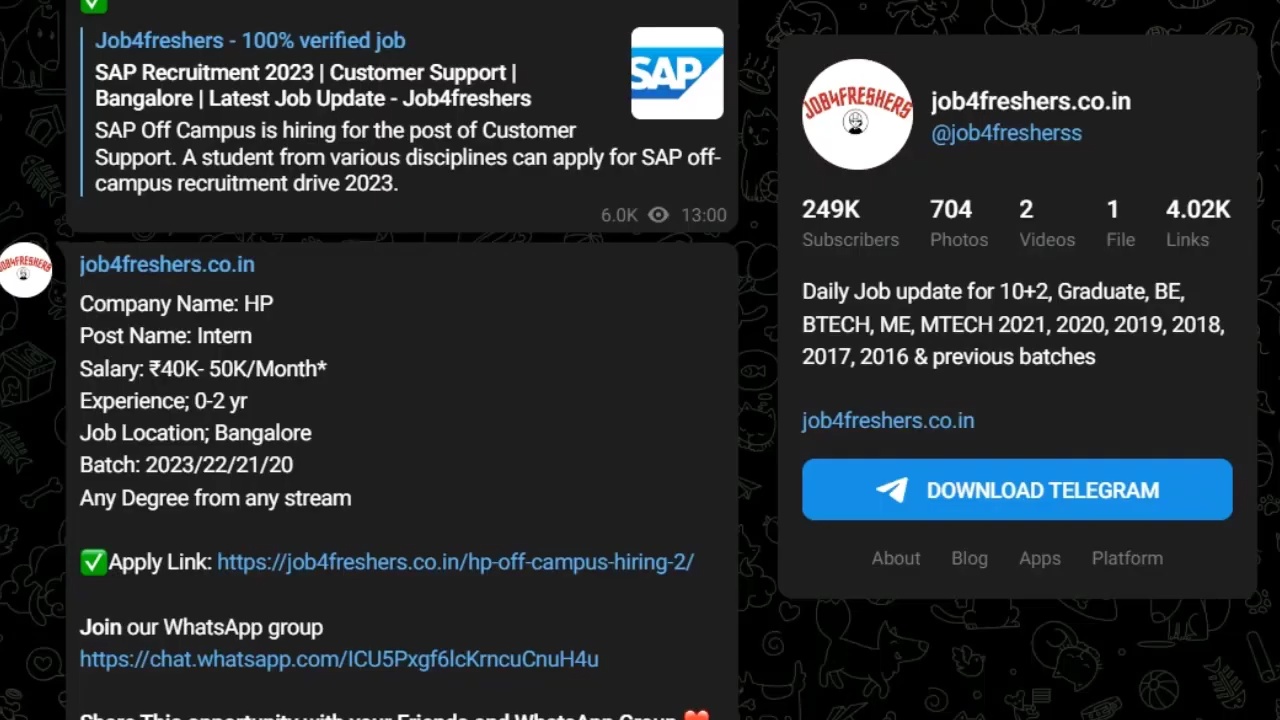 Job4freshers - 100% verified job
SAP Recruitment 2023 | Customer Support |
Bangalore | Latest Job Update - Job4freshers
SAP Off Campus is hiring for the post of Customer
Support. A student from various disciplines can apply for SAP off-
campus recruitment drive 2023.
SAP
6.0K 13:00
JOB4FRESHERS
job4freshers.co.in
Company Name: HP
Post Name: Intern
Salary: ₹40K- 50K/Month*
Experience; 0-2 yr
Job Location; Bangalore
Batch: 2023/22/21/20
Any Degree from any stream
✅Apply Link: https://job4freshers.co.in/hp-off-campus-hiring-2/
Join our WhatsApp group
https://chat.whatsapp.com/ICU5Pxgf6lcKrncuCnuH4u
Share This opportunity with your Friends and WhatsApp Group ❤️
JOB4FRESHERS
job4freshers.co.in
@job4fresherss
249K 704 2 1 4.02K
Subscribers Photos Videos File Links
Daily Job update for 10+2, Graduate, BE,
BTECH, ME, MTECH 2021, 2020, 2019, 2018,
2017, 2016 & previous batches
job4freshers.co.in
DOWNLOAD TELEGRAM
About Blog Apps Platform